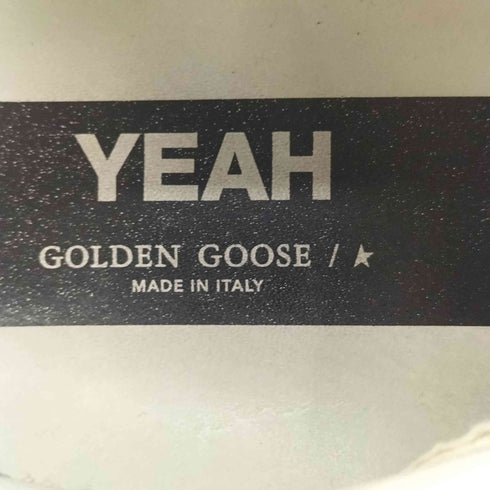 YEAH
GOLDEN GOOSE / ★
MADE IN ITALY